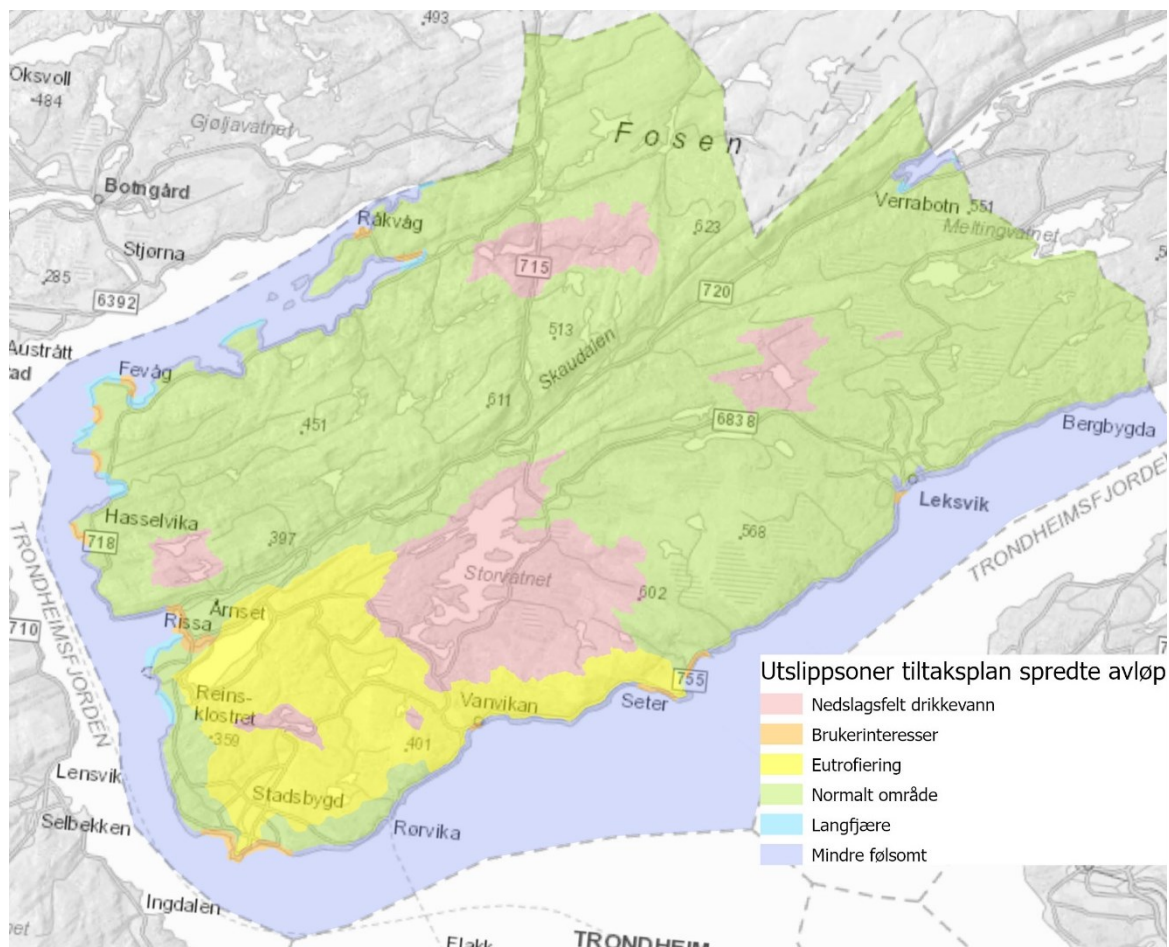 493
Oksvoll
484
Gjøljavatnet
Fosen
Botngård
Råkvåg
Verrabotn
551
Meltingvatnet
623
Stjørna
285
6392
715
720
513
Skaudalen
Austrått
Fevåg
611
451
6838
Bergbygda
Leksvik
TRONDHEIMSFJORDEN
Hasselvika
718
397
568
Storvatnet
602
TRONDHEIMSFJORDEN
710
Årnset
Rissa
755
Seter
Vanvikan
Reins-
klostret
359
401
Lensvik
Stadsbygd
Selbekken
Rørvika
Ingdalen
Flakk
TRONDHEIM
Utslippsoner tiltaksplan spredte avløp
Nedslagsfelt drikkevann
Brukerinteresser
Eutrofiering
Normalt område
Langfjære
Mindre følsomt